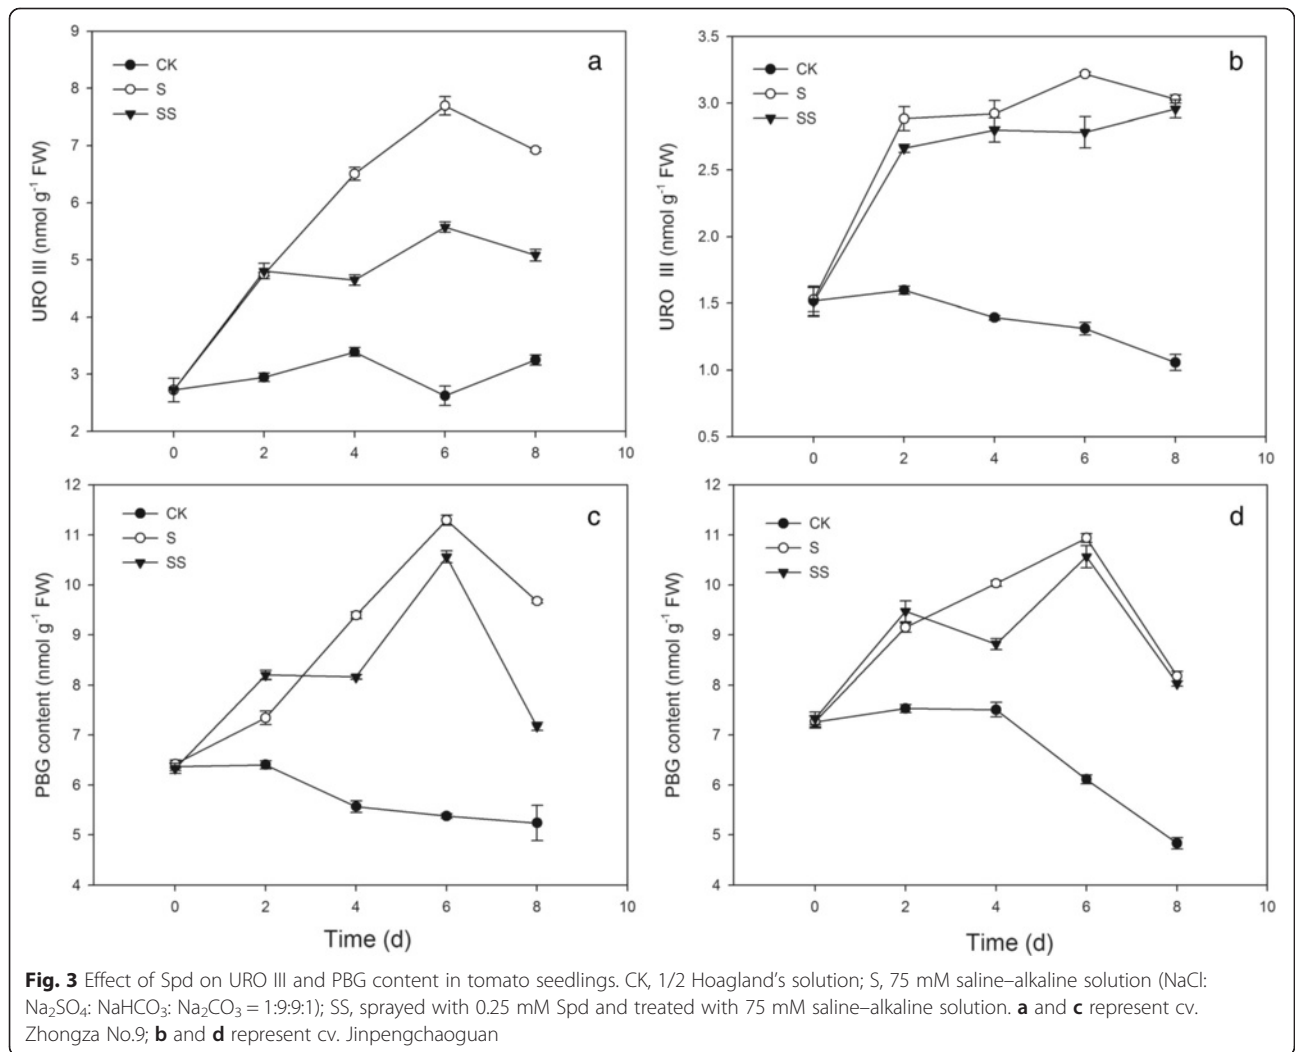 a
CK
S
SS
URO III (nmol g⁻¹ FW)
9
8
7
6
5
4
3
2
0 2 4 6 8 10
b
CK
S
SS
URO III (nmol g⁻¹ FW)
3.5
3.0
2.5
2.0
1.5
1.0
0.5
0 2 4 6 8 10
c
CK
S
SS
PBG content (nmol g⁻¹ FW)
12
11
10
9
8
7
6
5
4
0 2 4 6 8 10
Time (d)
d
CK
S
SS
PBG content (nmol g⁻¹ FW)
12
11
10
9
8
7
6
5
4
0 2 4 6 8 10
Time (d)
Fig. 3 Effect of Spd on URO III and PBG content in tomato seedlings. CK, 1/2 Hoagland's solution; S, 75 mM saline–alkaline solution (NaCl:
Na₂SO₄: NaHCO₃: Na₂CO₃ = 1:9:9:1); SS, sprayed with 0.25 mM Spd and treated with 75 mM saline–alkaline solution. a and c represent cv.
Zhongza No.9; b and d represent cv. Jinpengchaoguan